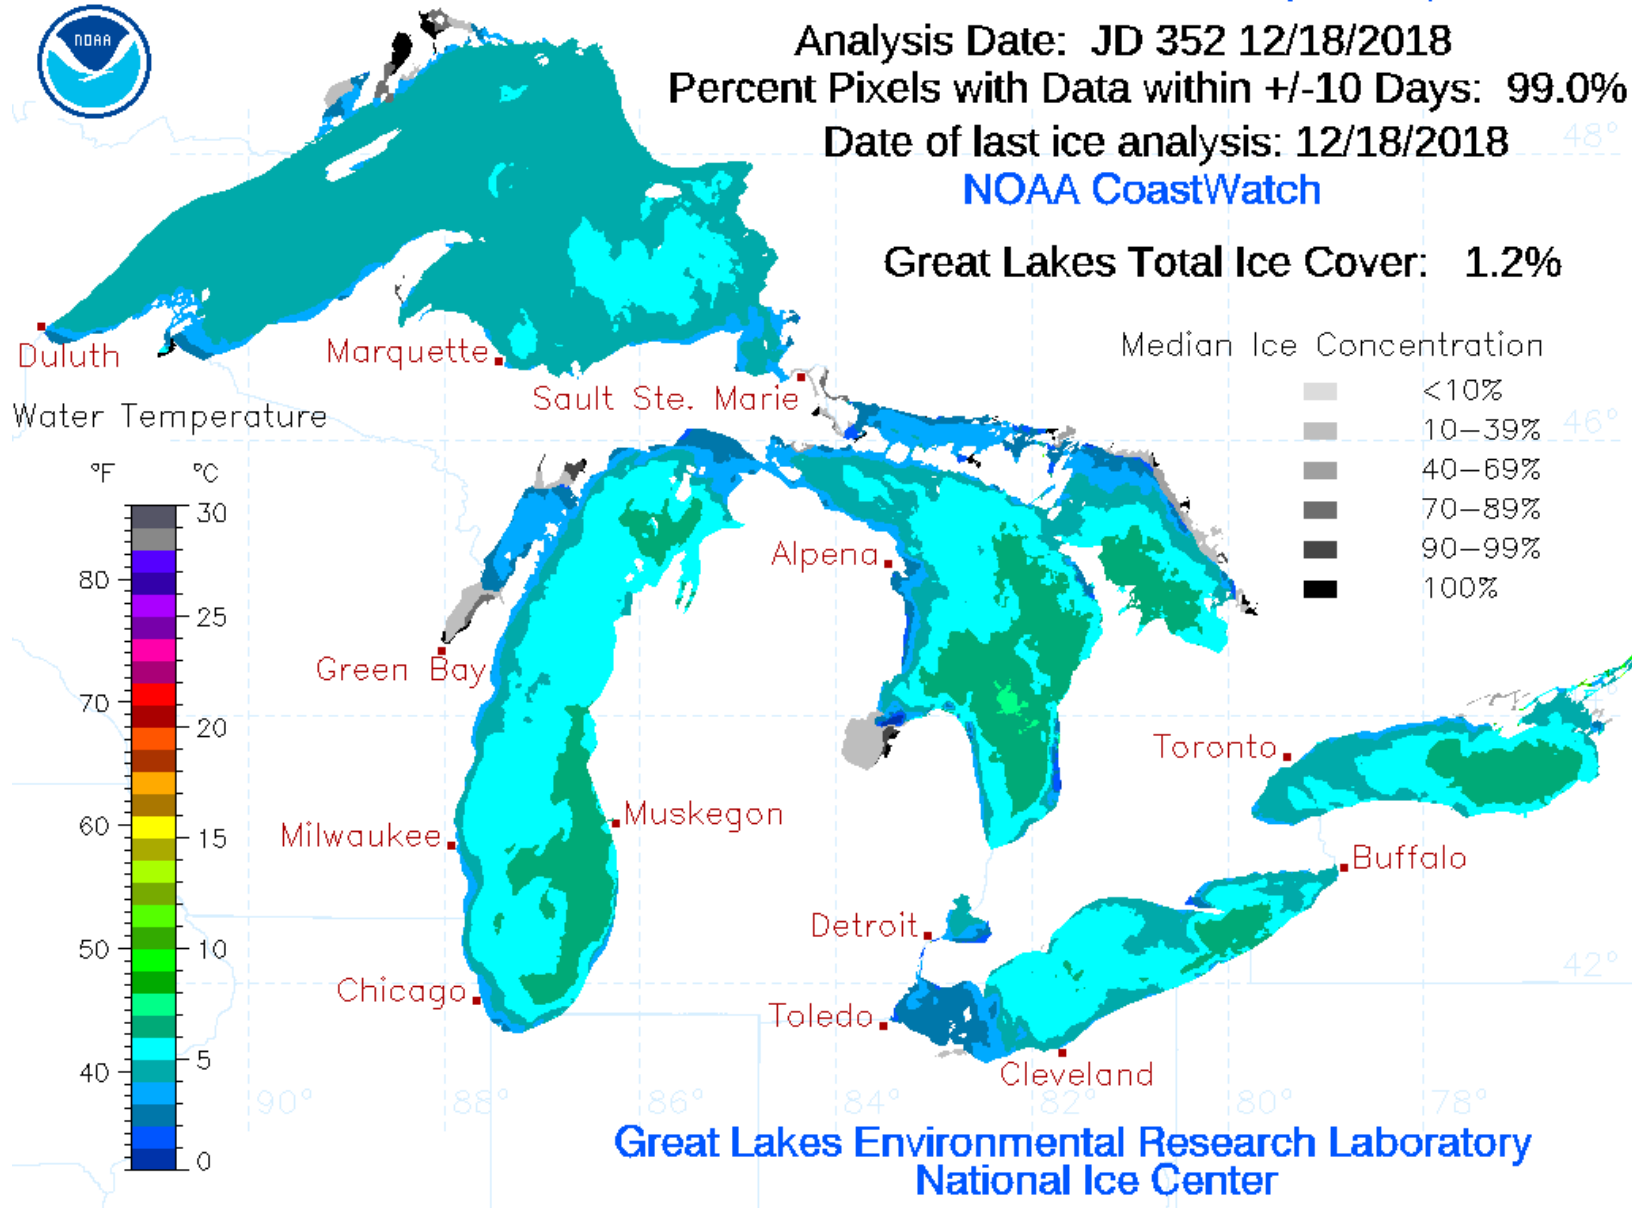 NOAA
Analysis Date: JD 352 12/18/2018
Percent Pixels with Data within +/-10 Days: 99.0%
Date of last ice analysis: 12/18/2018
48°
NOAA CoastWatch
Great Lakes Total Ice Cover: 1.2%
Duluth
Marquette
Sault Ste. Marie
Median Ice Concentration
<10%
10-39%
40-69%
70-89%
90-99%
100%
46°
Water Temperature
°F °C
30
80
25
70
20
60
15
50
10
40
5
0
Alpena
Green Bay
Toronto
Muskegon
Milwaukee
Buffalo
Detroit
42°
Chicago
Toledo
Cleveland
90° 88° 86° 84° 82° 80° 78°
Great Lakes Environmental Research Laboratory
National Ice Center